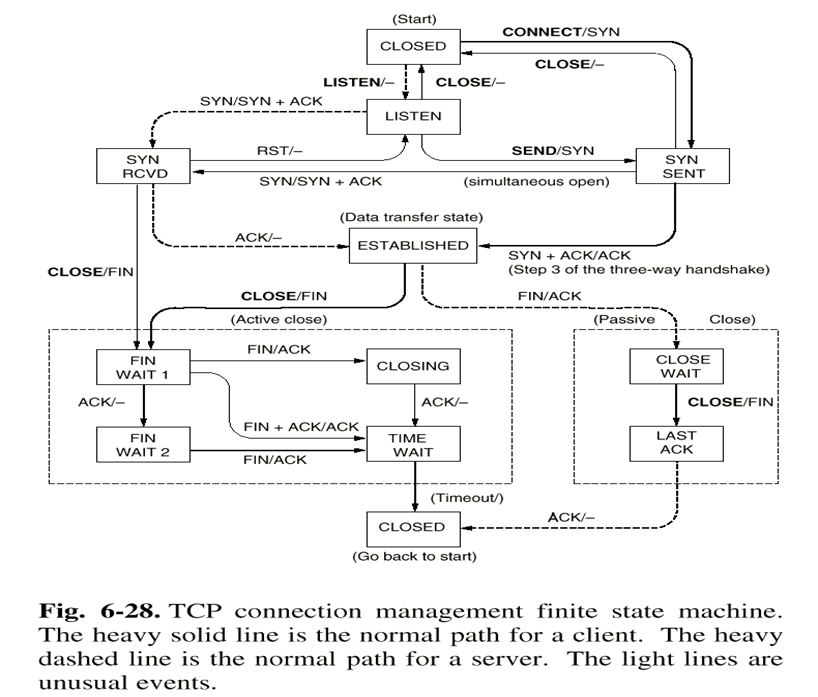 (Start)
CLOSED
CONNECT/SYN
CLOSE/–
LISTEN/–
CLOSE/–
SYN/SYN + ACK
LISTEN
SYN
RCVD
RST/–
SEND/SYN
SYN
SENT
SYN/SYN + ACK
(simultaneous open)
(Data transfer state)
ACK/–
ESTABLISHED
SYN + ACK/ACK
(Step 3 of the three-way handshake)
CLOSE/FIN
CLOSE/FIN
FIN/ACK
(Active close)
(Passive Close)
FIN
WAIT 1
FIN/ACK
CLOSING
CLOSE
WAIT
ACK/–
ACK/–
CLOSE/FIN
FIN + ACK/ACK
FIN
WAIT 2
FIN/ACK
TIME
WAIT
LAST
ACK
(Timeout/)
CLOSED
ACK/–
(Go back to start)
Fig. 6-28. TCP connection management finite state machine.
The heavy solid line is the normal path for a client. The heavy
dashed line is the normal path for a server. The light lines are
unusual events.